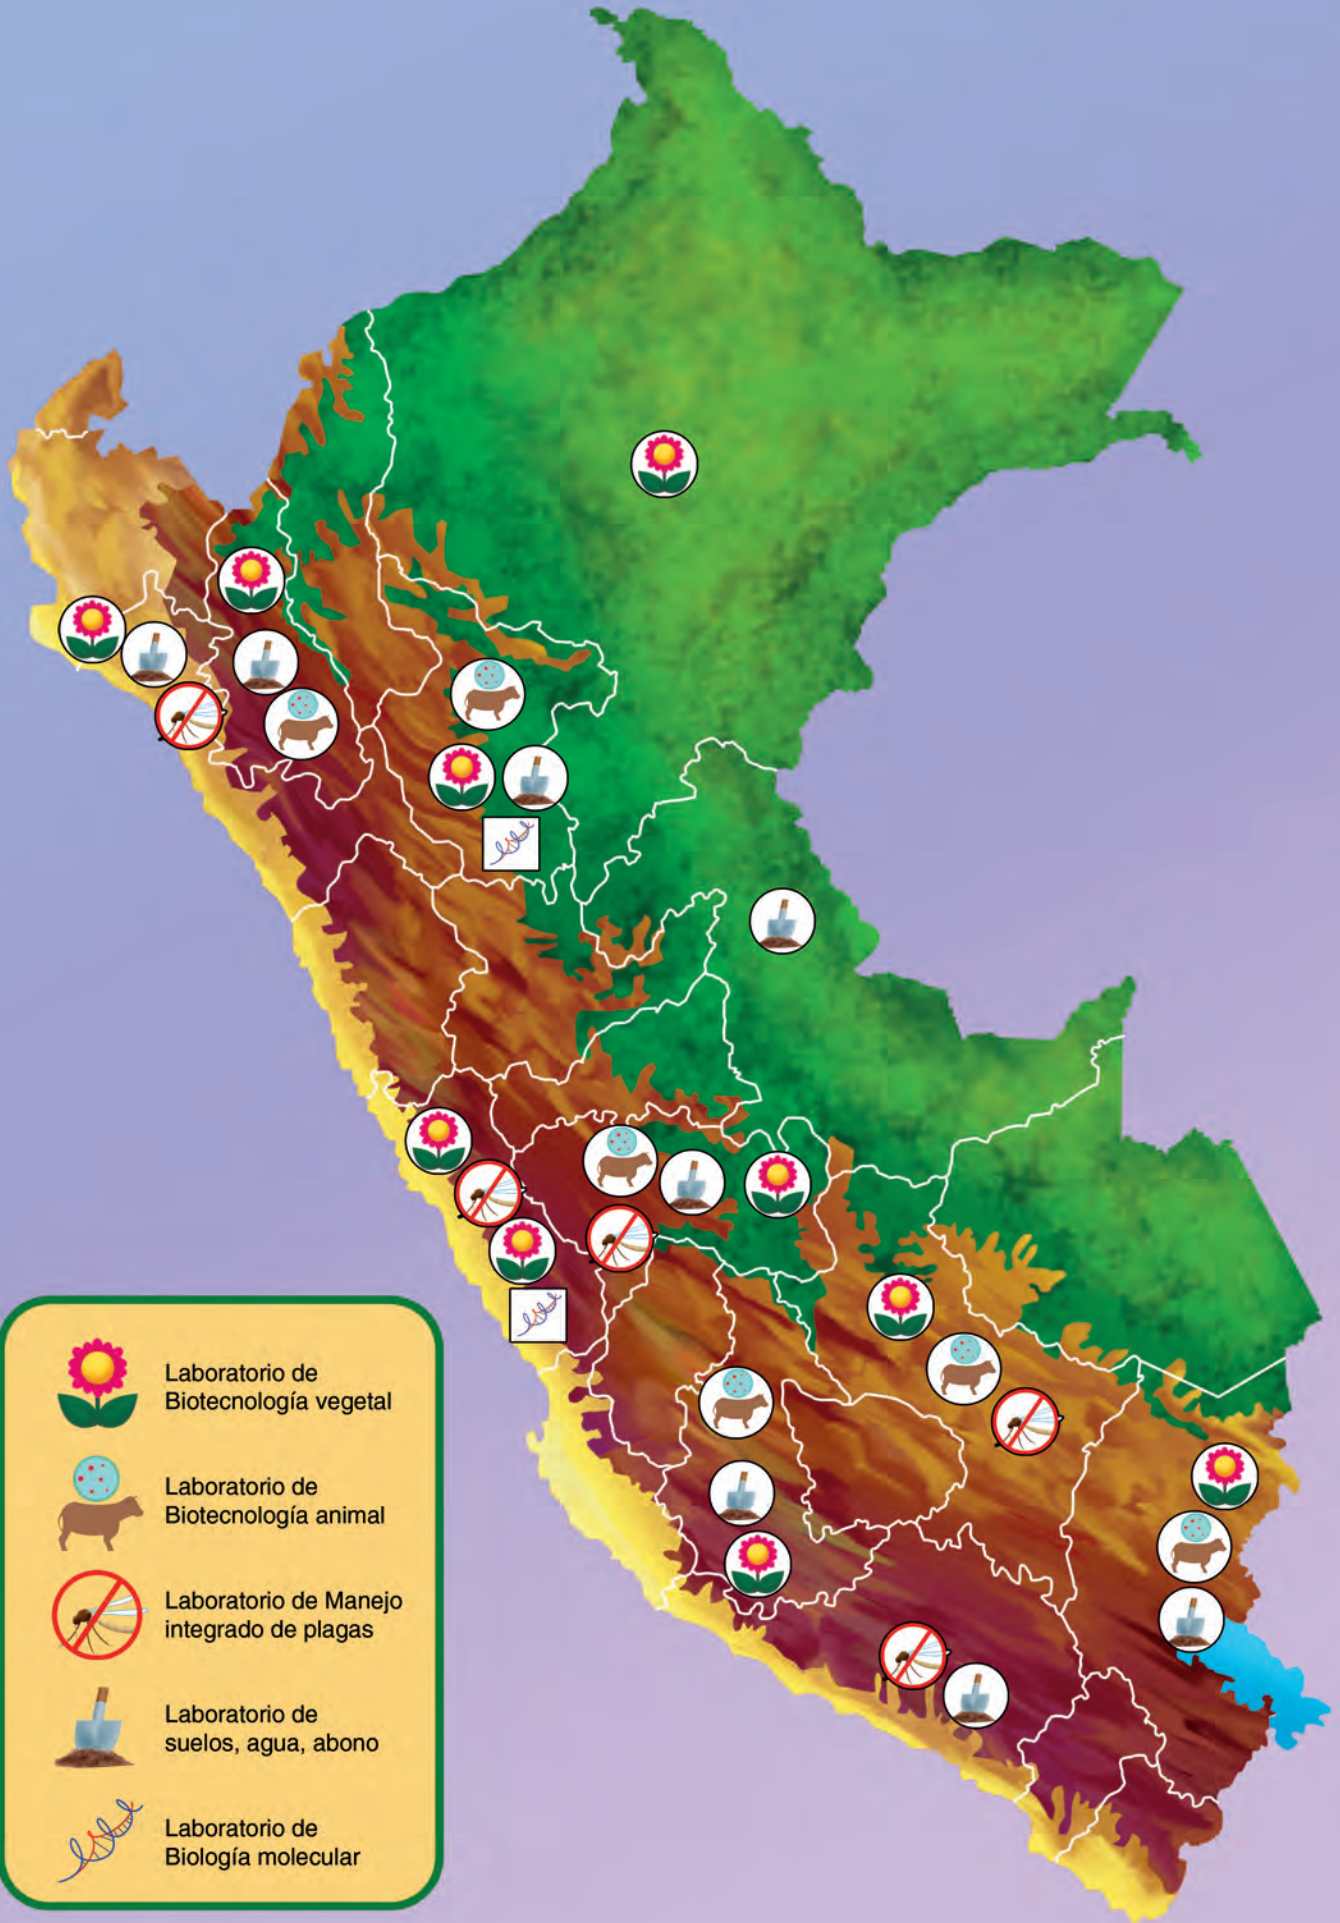 Laboratorio de
Biotecnología vegetal
Laboratorio de
Biotecnología animal
Laboratorio de Manejo
integrado de plagas
Laboratorio de
suelos, agua, abono
Laboratorio de
Biología molecular